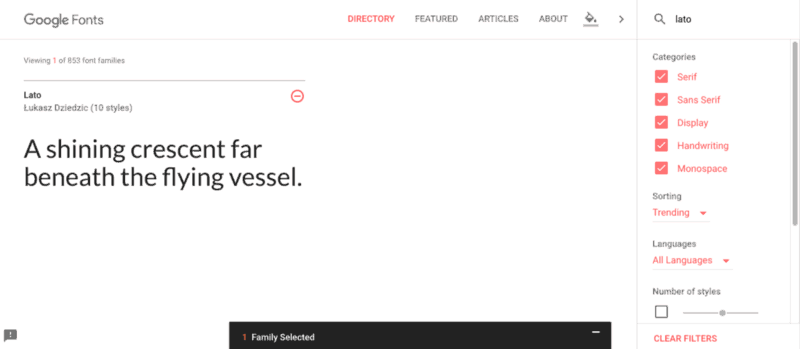 Google Fonts
DIRECTORY FEATURED ARTICLES ABOUT
lato
Viewing 1 of 853 font families
Lato
Łukasz Dziedzic (10 styles)
A shining crescent far
beneath the flying vessel.
Categories
Serif
Sans Serif
Display
Handwriting
Monospace
Sorting
Trending
Languages
All Languages
Number of styles
1 Family Selected
CLEAR FILTERS